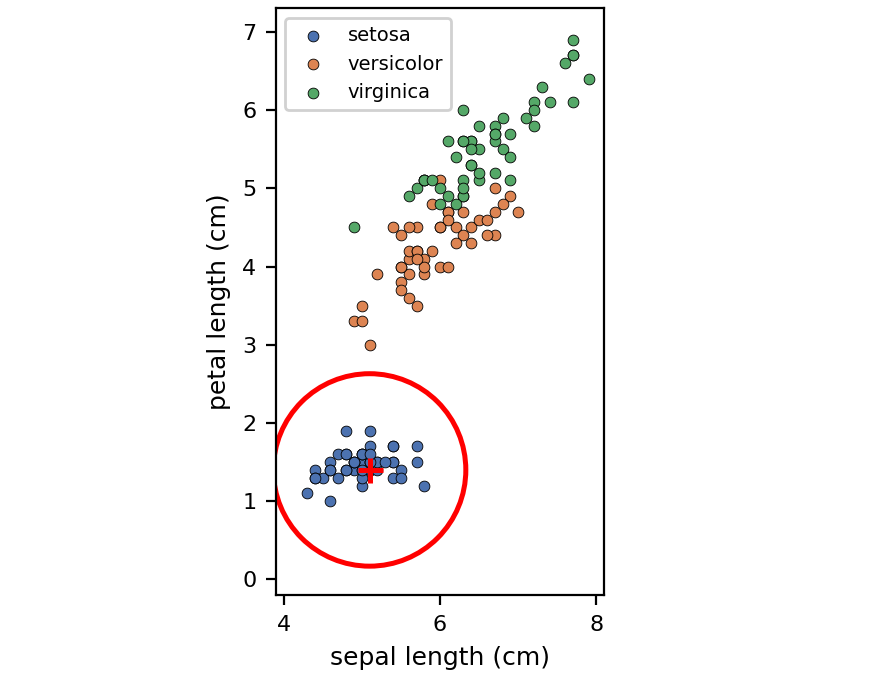 setosa
versicolor
virginica
7
6
5
4
3
2
1
0
petal length (cm)
4 6 8
sepal length (cm)